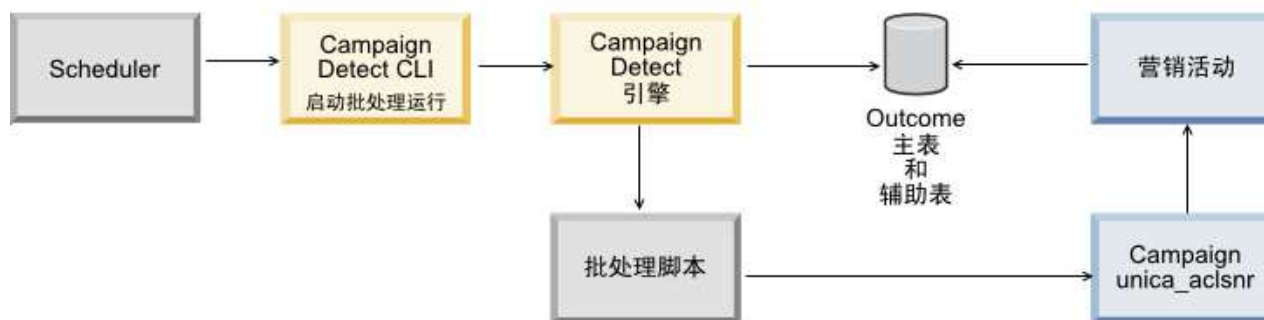 Scheduler
Campaign
Detect CLI
启动批处理运行
Campaign
Detect
引擎
Outcome
主表
和
辅助表
营销活动
批处理脚本
Campaign
unica_aclsnr